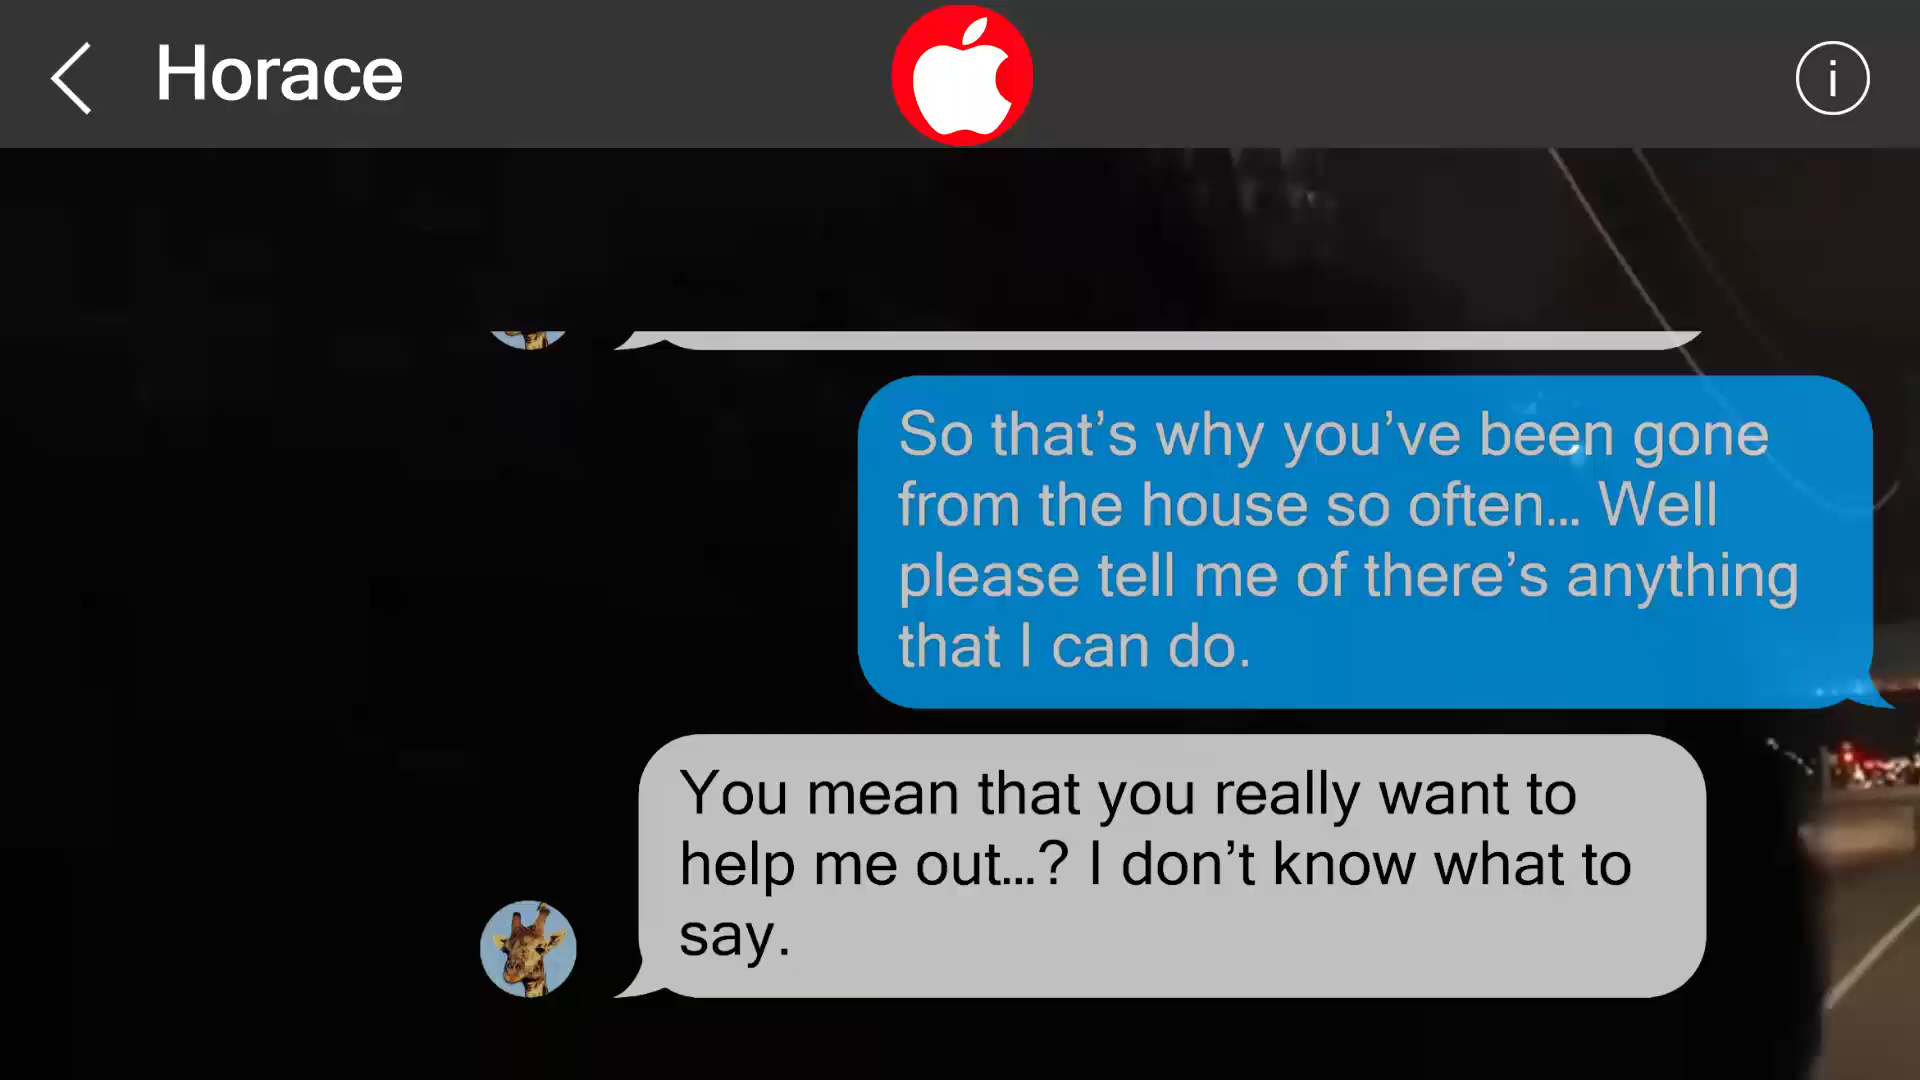 Horace
i
So that’s why you’ve been gone
from the house so often... Well
please tell me of there’s anything
that I can do.
You mean that you really want to
help me out...? I don’t know what to
say.